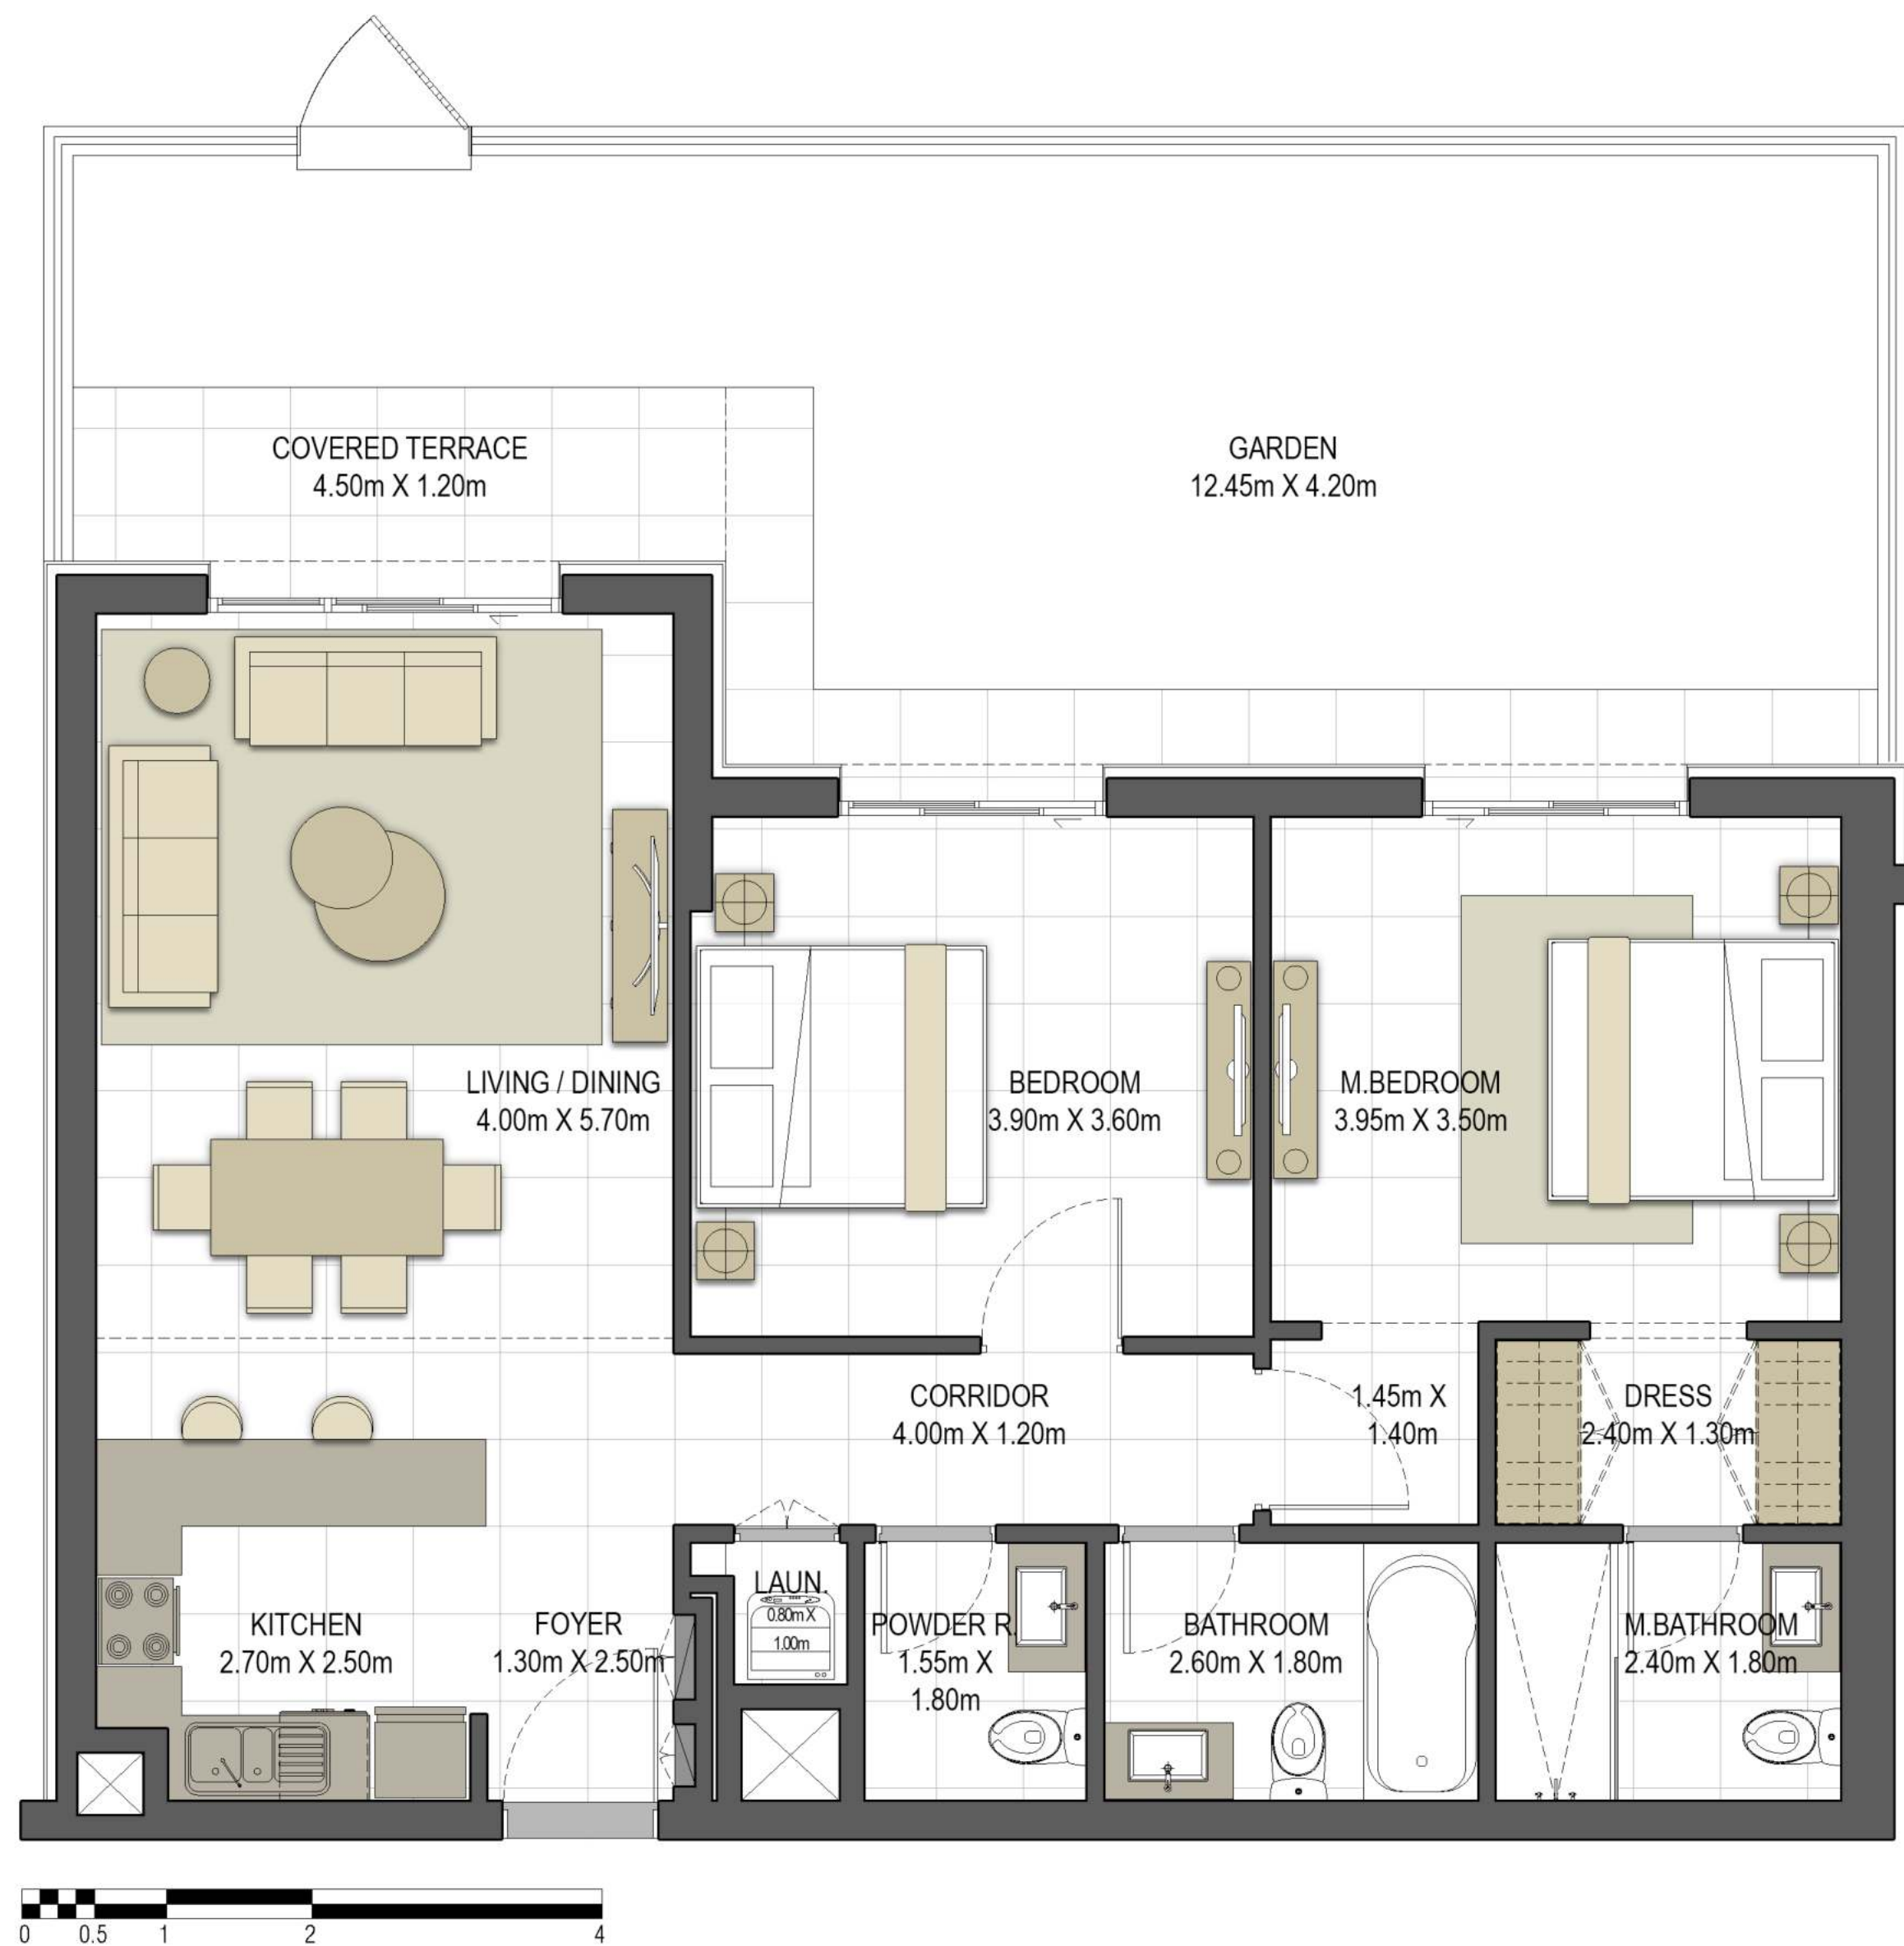 COVERED TERRACE
4.50m X 1.20m
GARDEN
12.45m X 4.20m
LIVING / DINING
4.00m X 5.70m
BEDROOM
3.90m X 3.60m
M.BEDROOM
3.95m X 3.50m
CORRIDOR
4.00m X 1.20m
1.45m X
1.40m
DRESS
2.40m X 1.30m
KITCHEN
2.70m X 2.50m
FOYER
1.30m X 2.50m
LAUN.
0.80m X
1.00m
POWDER R.
1.55m X
1.80m
BATHROOM
2.60m X 1.80m
M.BATHROOM
2.40m X 1.80m
0 0.5 1 2 4